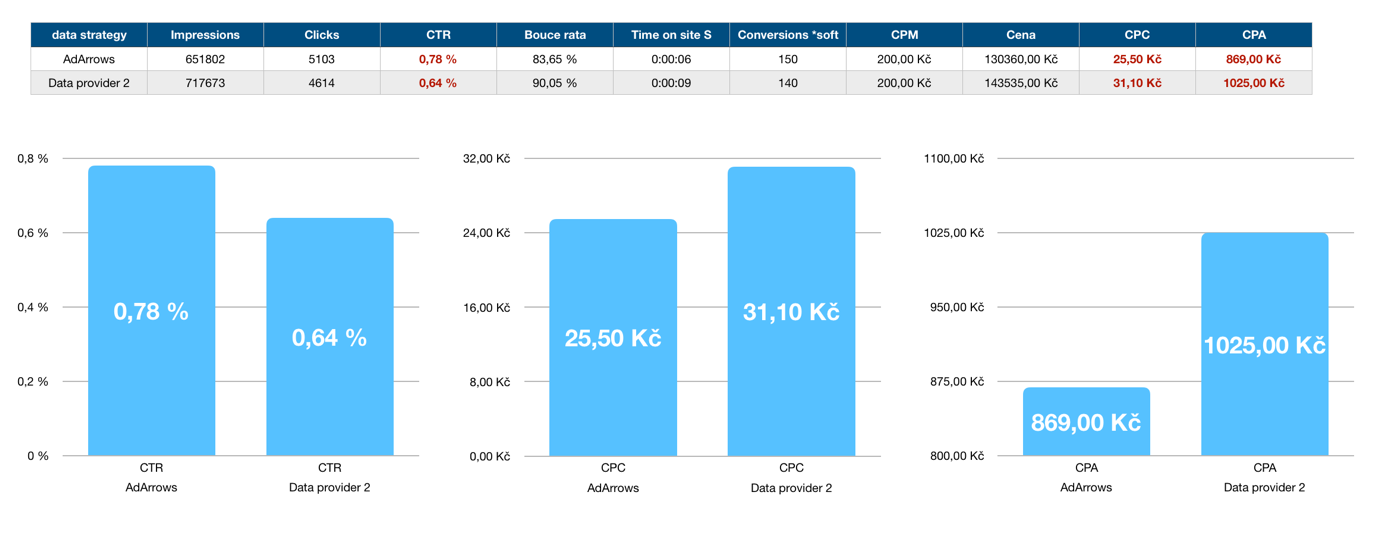 data strategy Impressions Clicks CTR Bouce rata Time on site S Conversions *soft CPM Cena CPC CPA
AdArrows 651802 5103 0,78 % 83,65 % 0:00:06 150 200,00 Kč 130360,00 Kč 25,50 Kč 869,00 Kč
Data provider 2 717673 4614 0,64 % 90,05 % 0:00:09 140 200,00 Kč 143535,00 Kč 31,10 Kč 1025,00 Kč
0,8 %
0,6 %
0,4 %
0,2 %
0 %
0,78 %
0,64 %
CTR CTR
AdArrows Data provider 2
32,00 Kč
24,00 Kč
16,00 Kč
8,00 Kč
0,00 Kč
25,50 Kč
31,10 Kč
CPC CPC
AdArrows Data provider 2
1100,00 Kč
1025,00 Kč
950,00 Kč
875,00 Kč
800,00 Kč
869,00 Kč
1025,00 Kč
CPA CPA
AdArrows Data provider 2